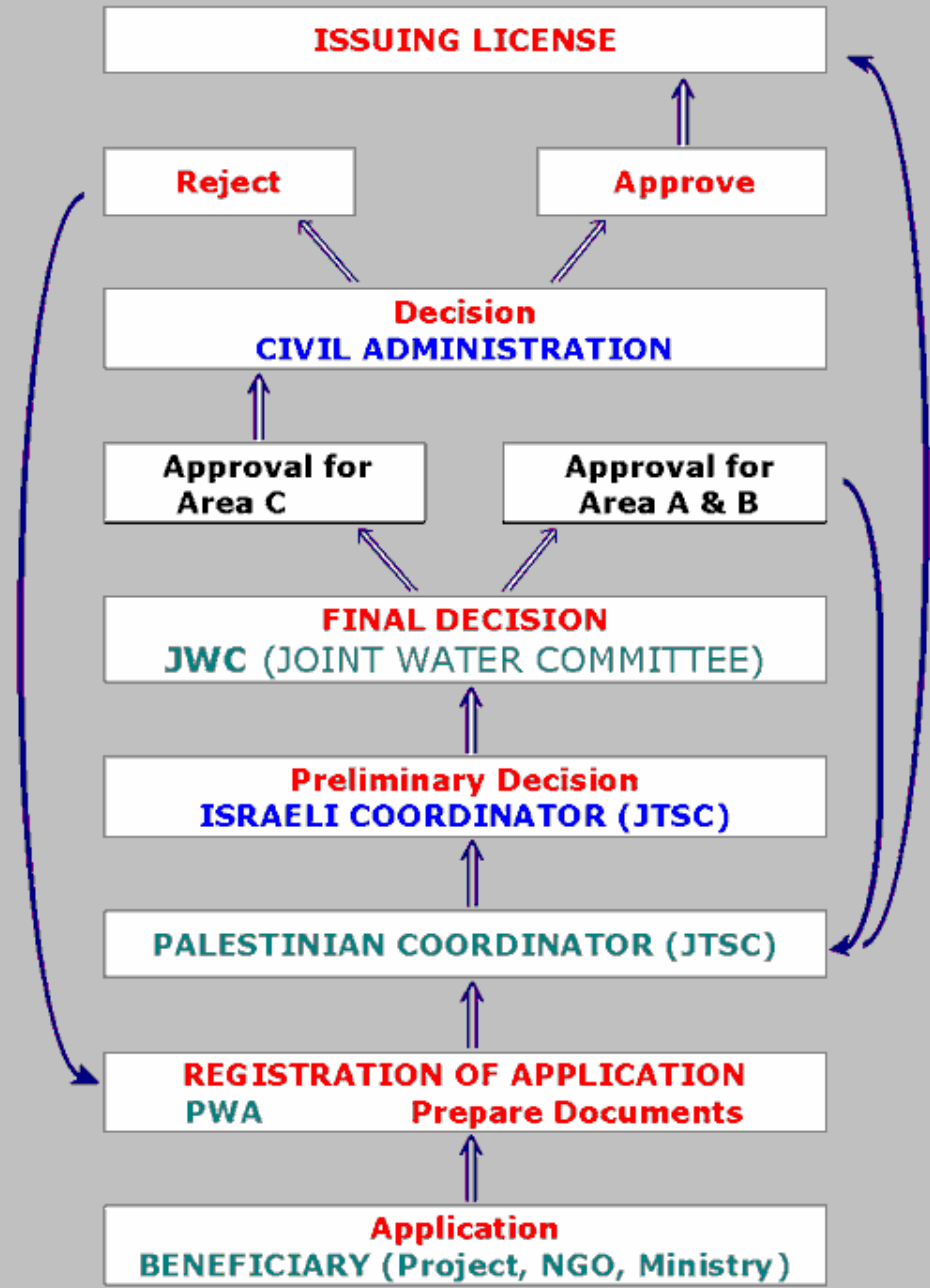 ISSUING LICENSE
Reject
Approve
Decision
CIVIL ADMINISTRATION
Approval for
Area C
Approval for
Area A & B
FINAL DECISION
JWC (JOINT WATER COMMITTEE)
Preliminary Decision
ISRAELI COORDINATOR (JTSC)
PALESTINIAN COORDINATOR (JTSC)
REGISTRATION OF APPLICATION
PWA Prepare Documents
Application
BENEFICIARY (Project, NGO, Ministry)